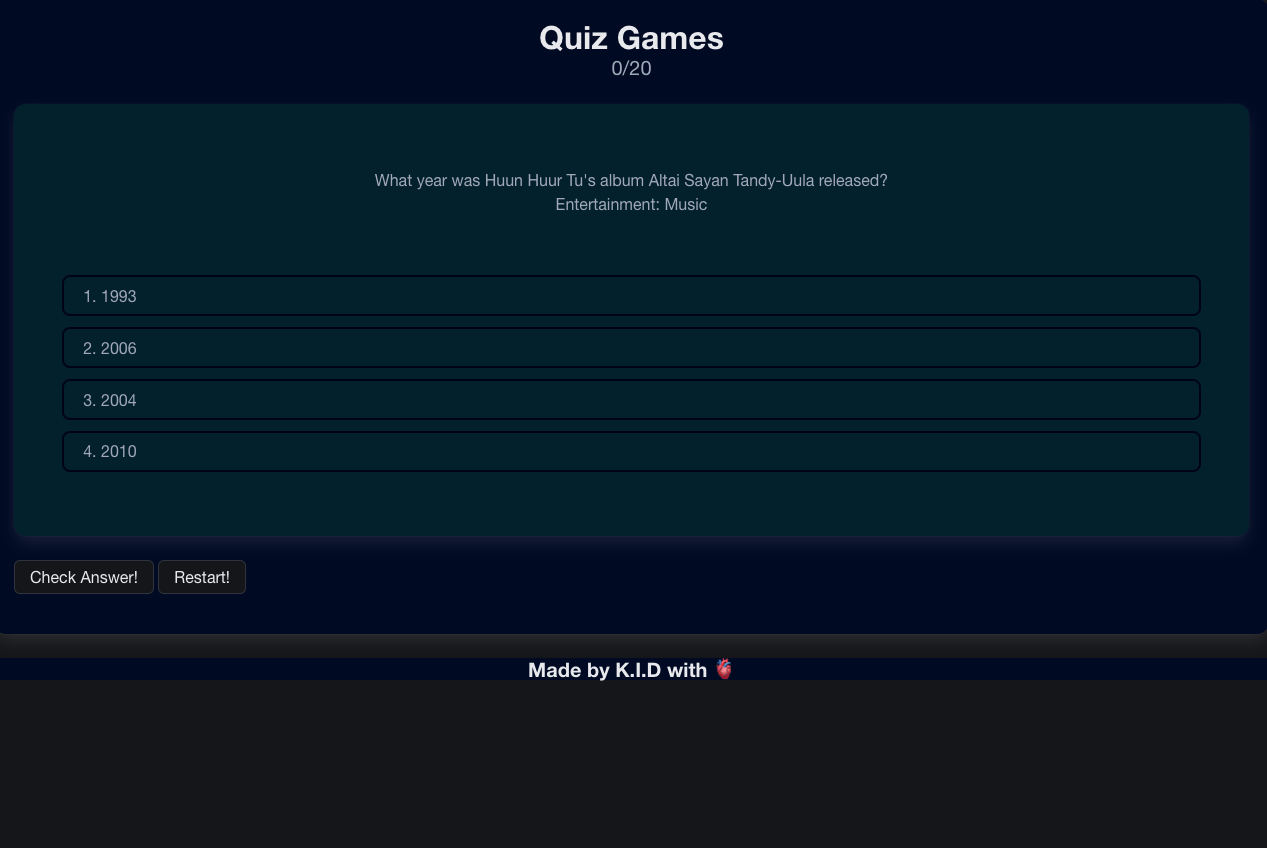 Quiz Games
0/20
What year was Huun Huur Tu's album Altai Sayan Tandy-Uula released?
Entertainment: Music
1. 1993
2. 2006
3. 2004
4. 2010
Check Answer! Restart!
Made by K.I.D with 🫀